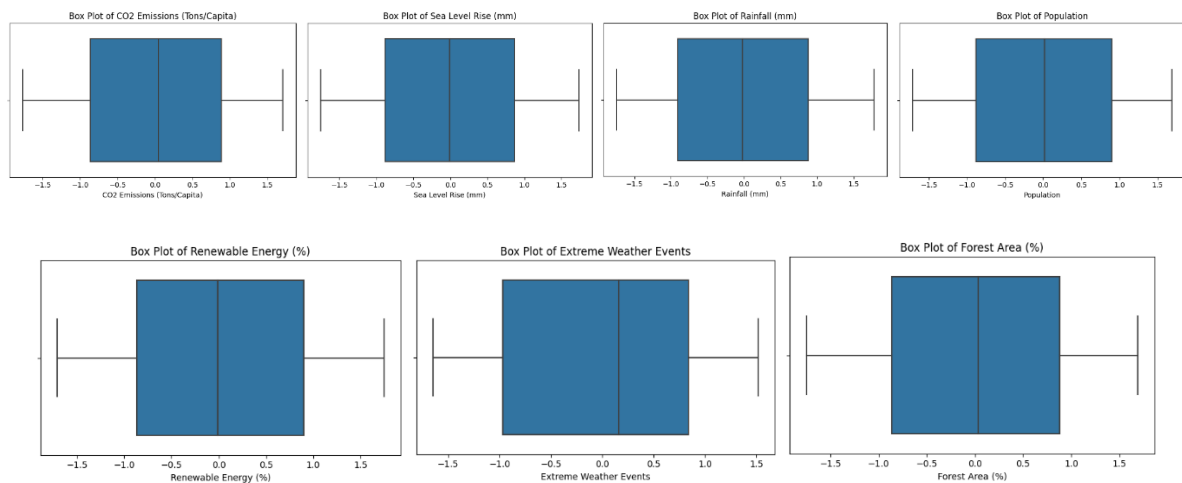 Box Plot of CO2 Emissions (Tons/Capita)
−1.5 −1.0 −0.5 0.0 0.5 1.0 1.5
CO2 Emissions (Tons/Capita)
Box Plot of Sea Level Rise (mm)
−1.5 −1.0 −0.5 0.0 0.5 1.0 1.5
Sea Level Rise (mm)
Box Plot of Rainfall (mm)
−1.5 −1.0 −0.5 0.0 0.5 1.0 1.5
Rainfall (mm)
Box Plot of Population
−1.5 −1.0 −0.5 0.0 0.5 1.0 1.5
Population
Box Plot of Renewable Energy (%)
−1.5 −1.0 −0.5 0.0 0.5 1.0 1.5
Renewable Energy (%)
Box Plot of Extreme Weather Events
−1.5 −1.0 −0.5 0.0 0.5 1.0 1.5
Extreme Weather Events
Box Plot of Forest Area (%)
−1.5 −1.0 −0.5 0.0 0.5 1.0 1.5
Forest Area (%)